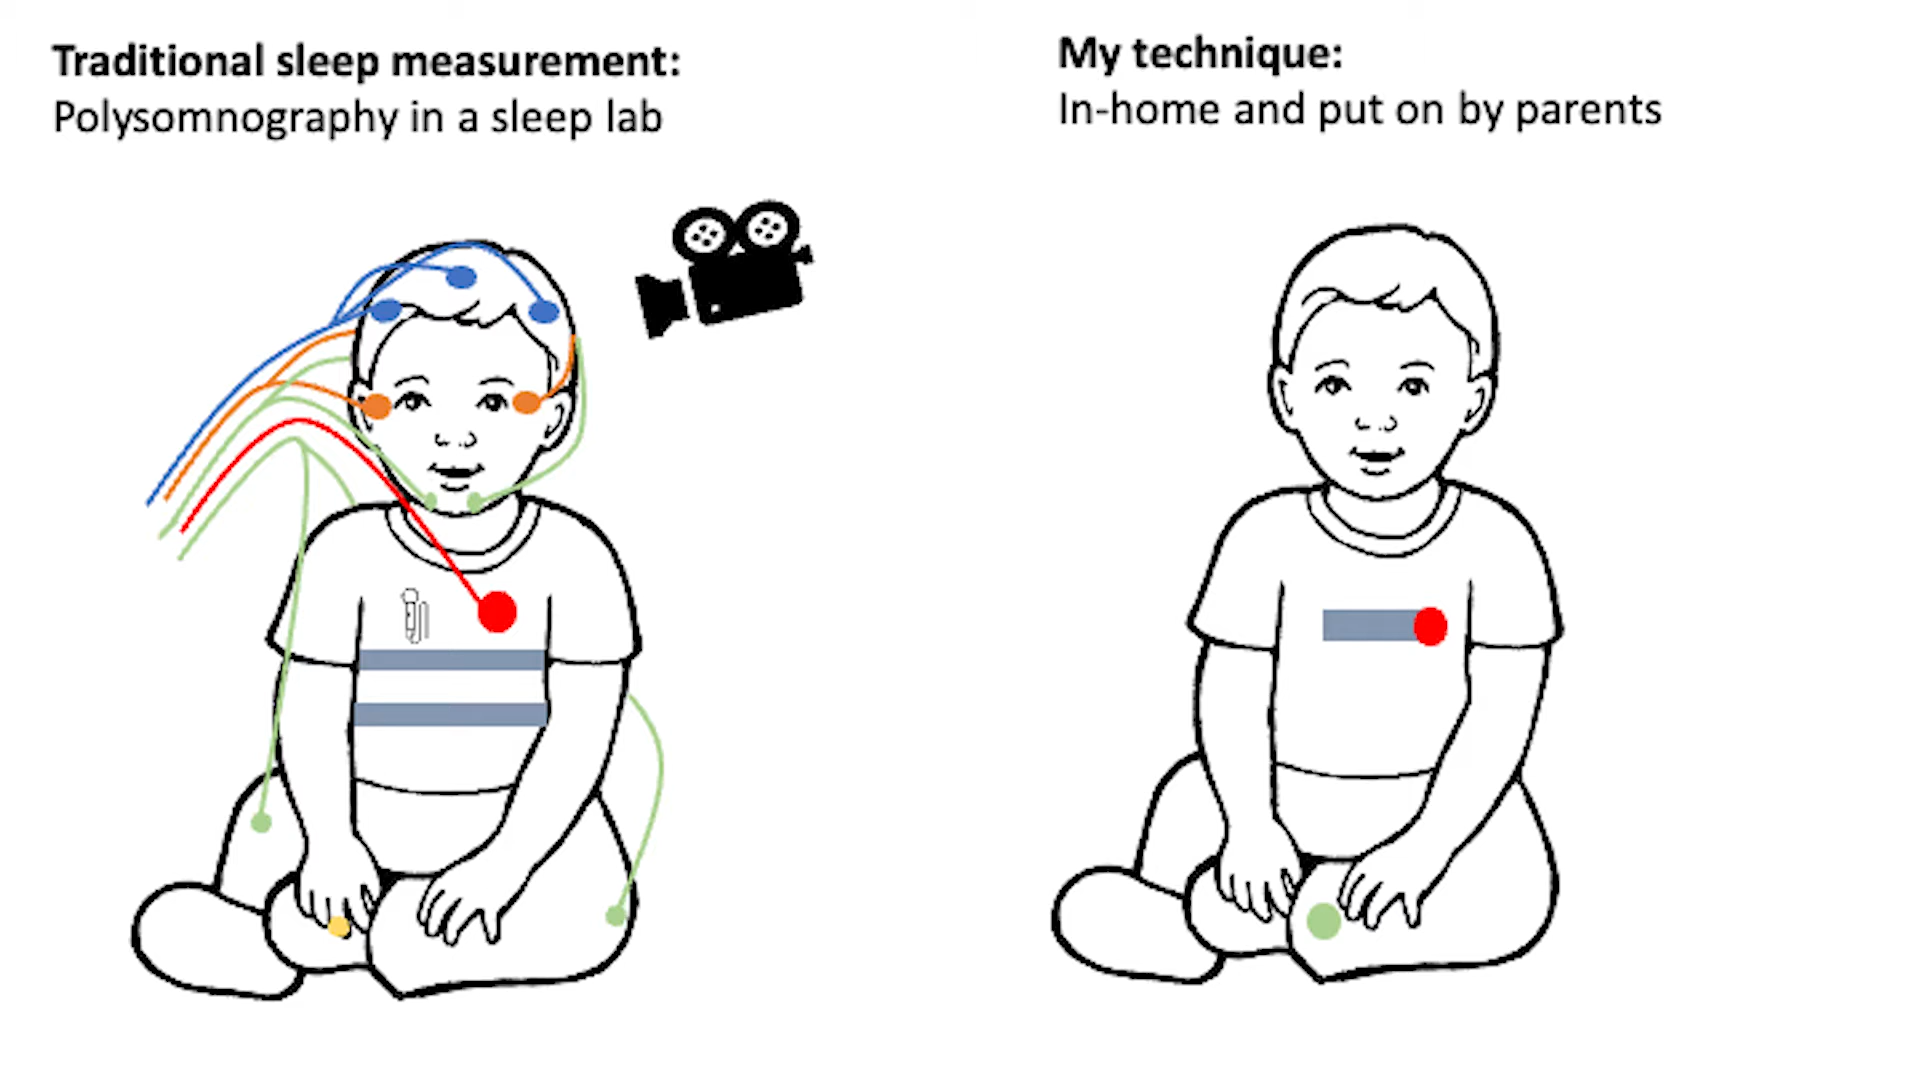 Traditional sleep measurement:
Polysomnography in a sleep lab
My technique:
In-home and put on by parents